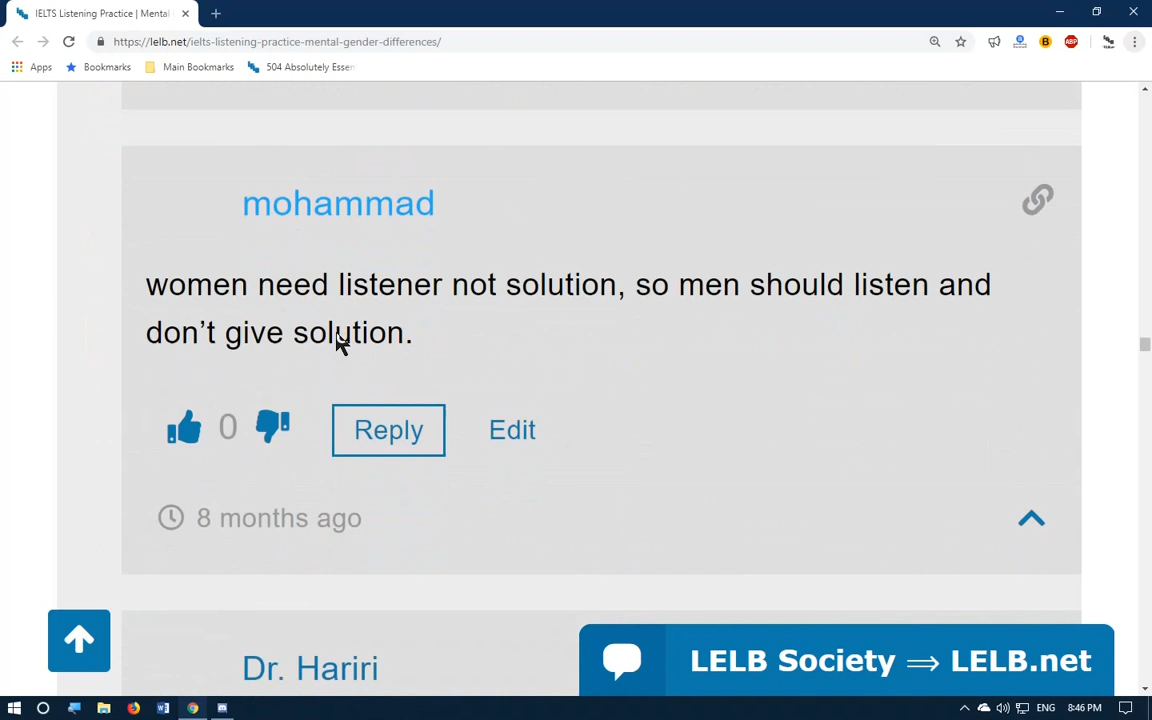 IELTS Listening Practice | Mental
https://lelb.net/ielts-listening-practice-mental-gender-differences/
Apps Bookmarks Main Bookmarks 504 Absolutely Essen
mohammad
women need listener not solution, so men should listen and
don't give solution.
0 Reply Edit
8 months ago
Dr. Hariri
LELB Society ⟹ LELB.net
ENG 8:46 PM